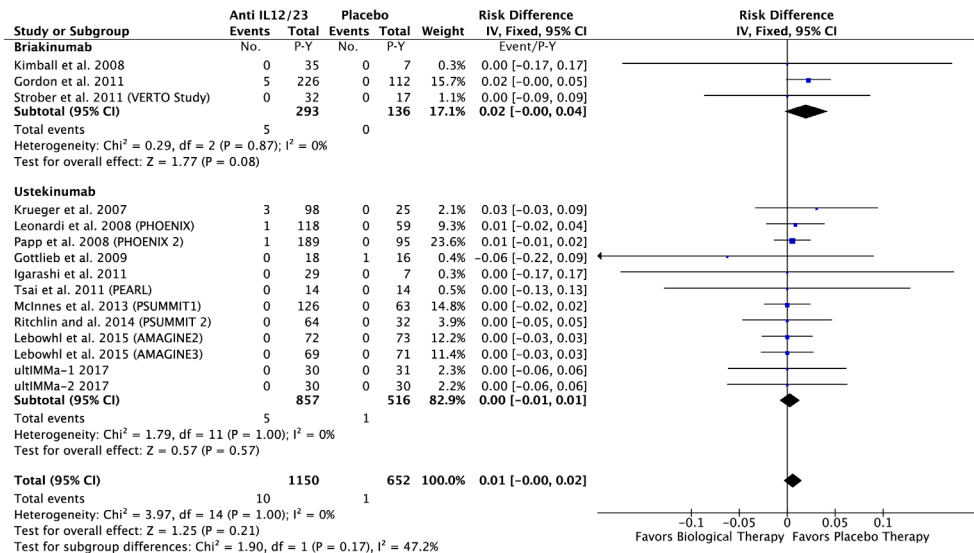 Anti IL12/23 Placebo Risk Difference Risk Difference
Study or Subgroup Events Total Events Total Weight IV, Fixed, 95% CI IV, Fixed, 95% CI
Briakinumab No. P-Y No. P-Y Event/P-Y
Kimball et al. 2008 0 35 0 7 0.3% 0.00 [-0.17, 0.17]
Gordon et al. 2011 5 226 0 112 15.7% 0.02 [-0.00, 0.05]
Strober et al. 2011 (VERTO Study) 0 32 0 17 1.1% 0.00 [-0.09, 0.09]
Subtotal (95% CI) 293 136 17.1% 0.02 [-0.00, 0.04]
Total events 5 0
Heterogeneity: Chi² = 0.29, df = 2 (P = 0.87); I² = 0%
Test for overall effect: Z = 1.77 (P = 0.08)
Ustekinumab
Krueger et al. 2007 3 98 0 25 2.1% 0.03 [-0.03, 0.09]
Leonardi et al. 2008 (PHOENIX) 1 118 0 59 9.3% 0.01 [-0.02, 0.04]
Papp et al. 2008 (PHOENIX 2) 1 189 0 95 23.6% 0.01 [-0.01, 0.02]
Gottlieb et al. 2009 0 18 1 16 0.4% -0.06 [-0.22, 0.09]
Igarashi et al. 2011 0 29 0 7 0.3% 0.00 [-0.17, 0.17]
Tsai et al. 2011 (PEARL) 0 14 0 14 0.5% 0.00 [-0.13, 0.13]
McInnes et al. 2013 (PSUMMIT1) 0 126 0 63 14.8% 0.00 [-0.02, 0.02]
Ritchlin and al. 2014 (PSUMMIT 2) 0 64 0 32 3.9% 0.00 [-0.05, 0.05]
Lebowhl et al. 2015 (AMAGINE2) 0 72 0 73 12.2% 0.00 [-0.03, 0.03]
Lebowhl et al. 2015 (AMAGINE3) 0 69 0 71 11.4% 0.00 [-0.03, 0.03]
ultIMMa-1 2017 0 30 0 31 2.3% 0.00 [-0.06, 0.06]
ultIMMa-2 2017 0 30 0 30 2.2% 0.00 [-0.06, 0.06]
Subtotal (95% CI) 857 516 82.9% 0.00 [-0.01, 0.01]
Total events 5 1
Heterogeneity: Chi² = 1.79, df = 11 (P = 1.00); I² = 0%
Test for overall effect: Z = 0.57 (P = 0.57)
Total (95% CI) 1150 652 100.0% 0.01 [-0.00, 0.02]
Total events 10 1
Heterogeneity: Chi² = 3.97, df = 14 (P = 1.00); I² = 0%
Test for overall effect: Z = 1.25 (P = 0.21)
Test for subgroup differences: Chi² = 1.90, df = 1 (P = 0.17), I² = 47.2%
-0.1 -0.05 0 0.05 0.1
Favors Biological Therapy Favors Placebo Therapy